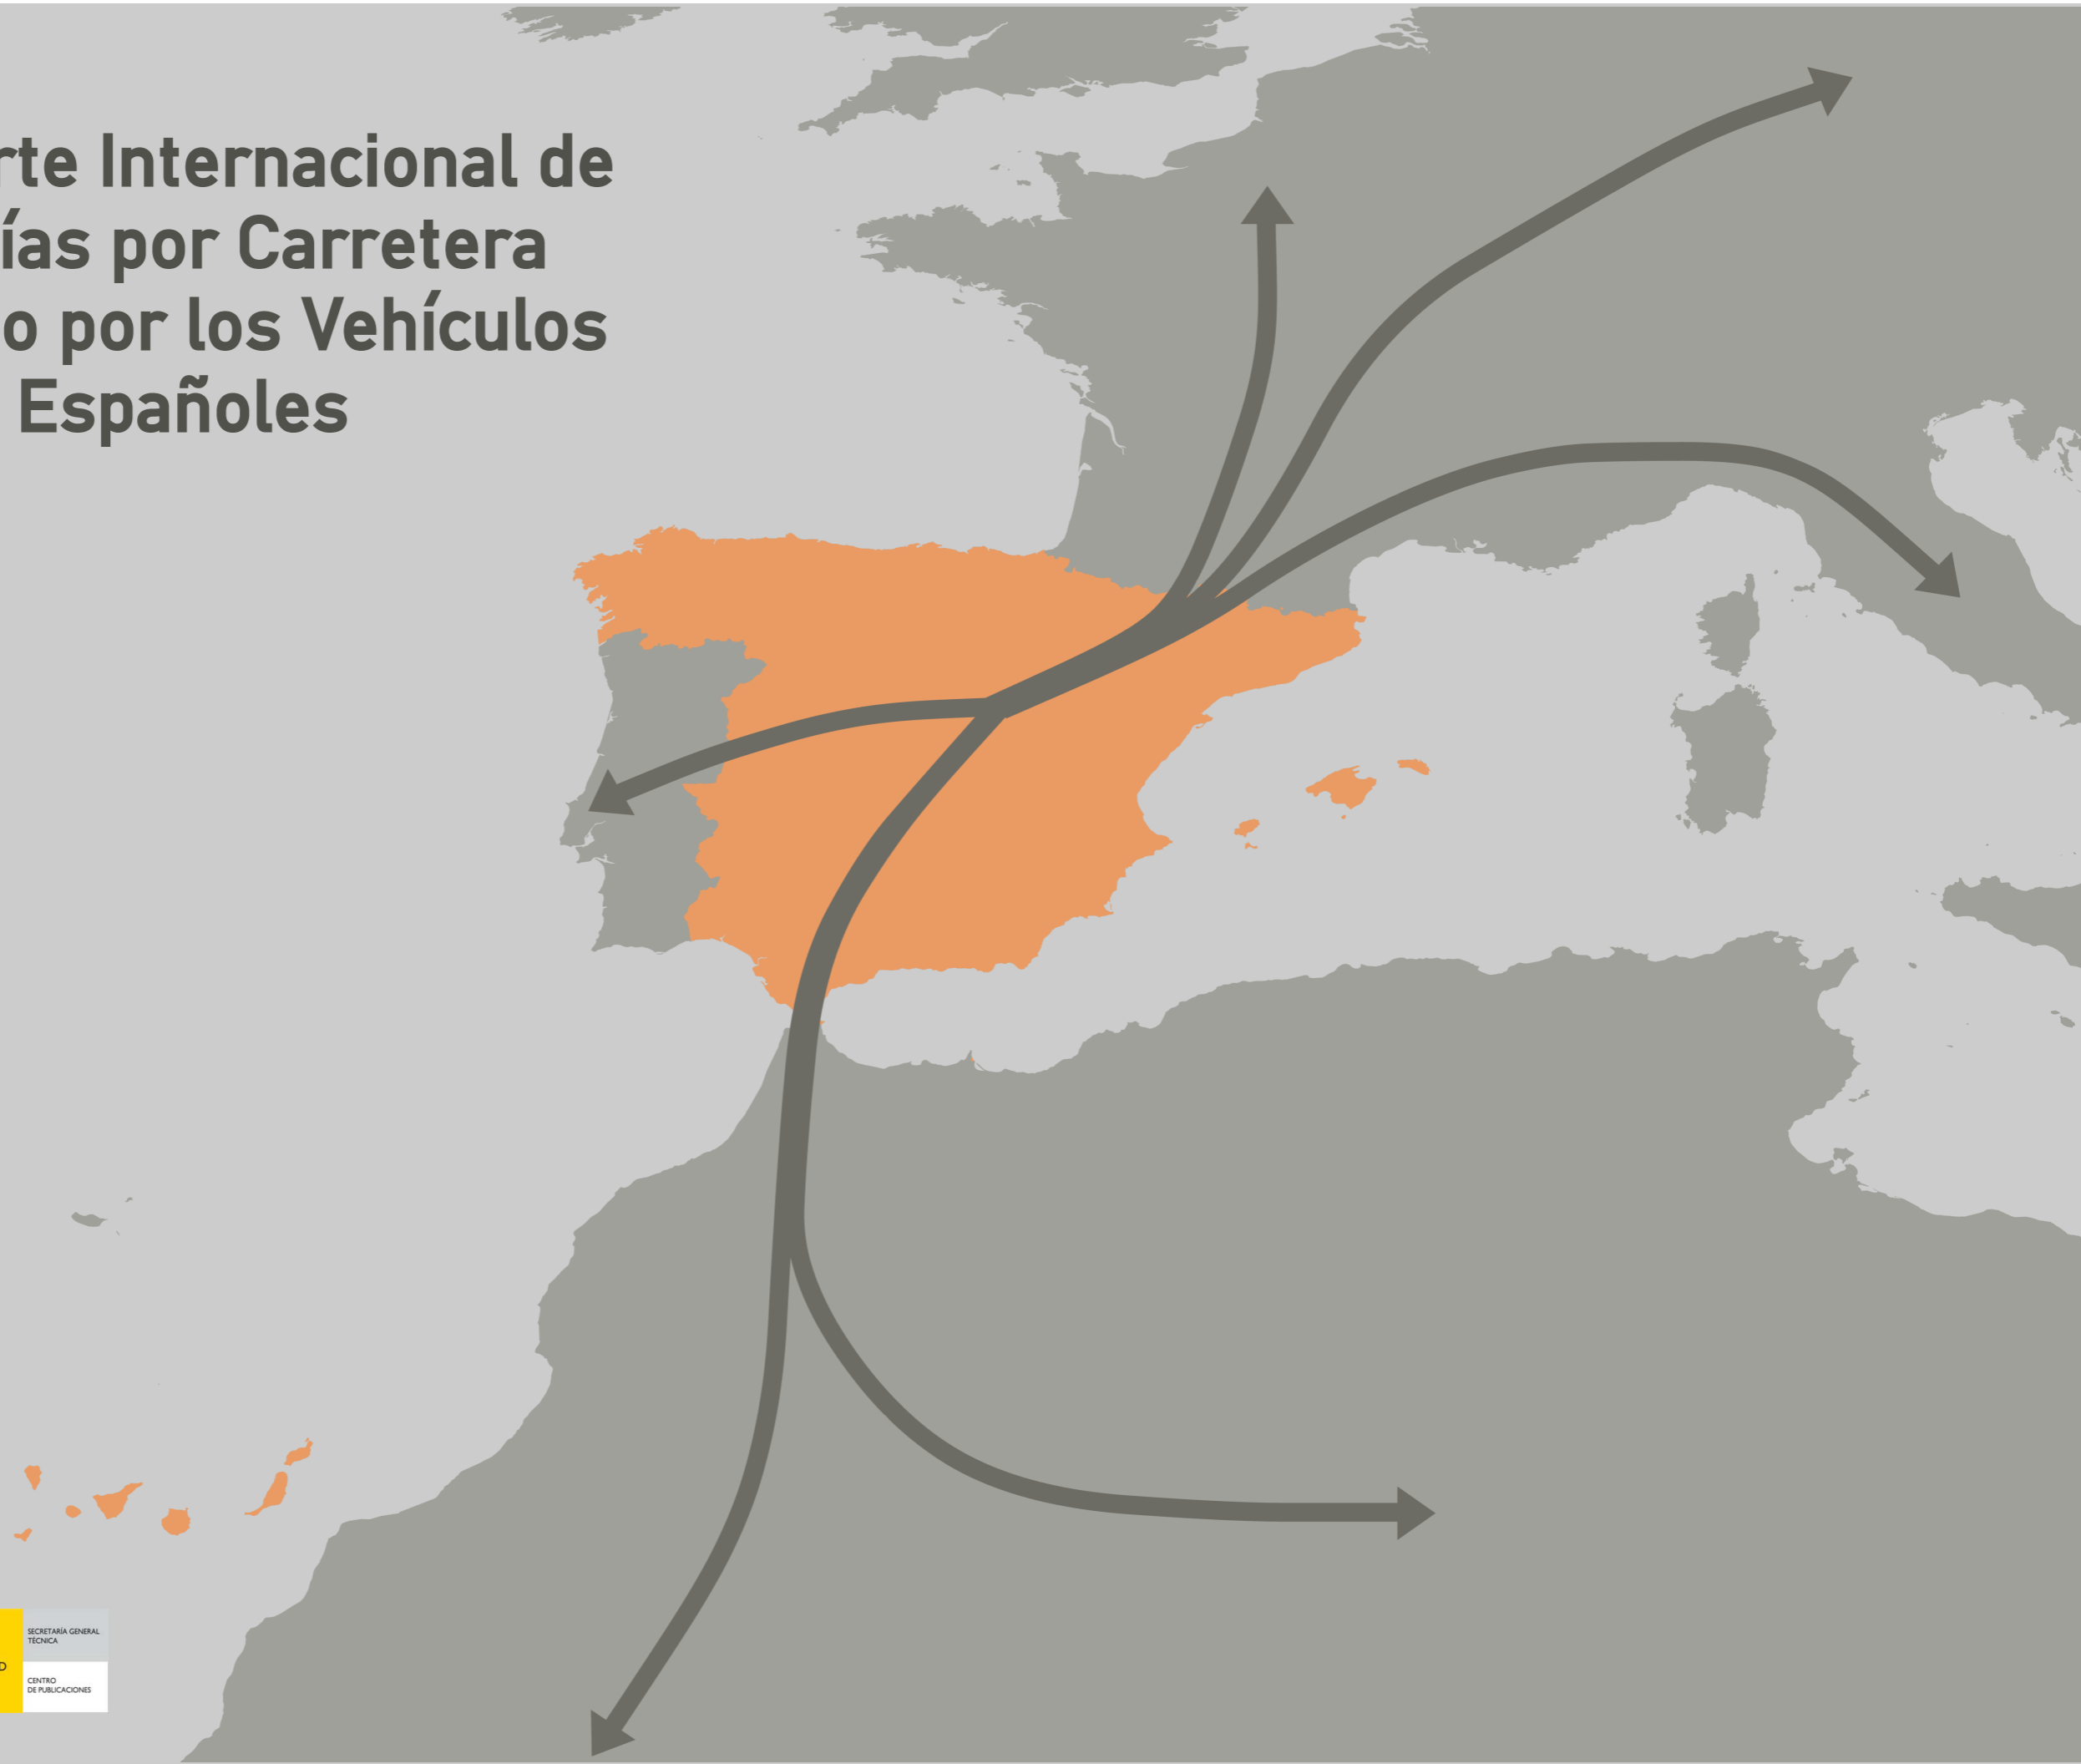 rte Internacional de
ías por Carretera
o por los Vehículos
Españoles
SECRETARÍA GENERAL
TÉCNICA
D
CENTRO
DE PUBLICACIONES